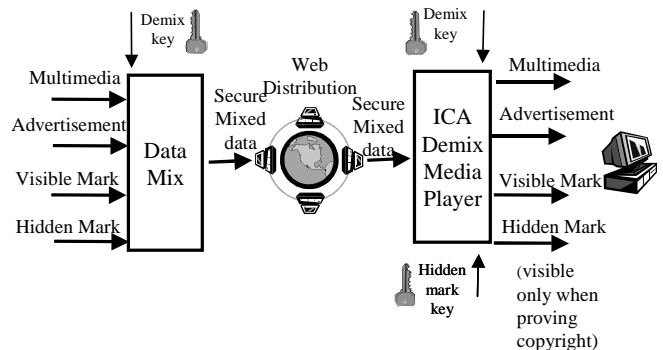 Demix
key
Multimedia
Advertisement
Visible Mark
Hidden Mark
Data
Mix
Secure
Mixed
data
Web
Distribution
Secure
Mixed
data
Demix
key
ICA
Demix
Media
Player
Hidden
mark
key
Multimedia
Advertisement
Visible Mark
Hidden Mark
(visible
only when
proving
copyright)